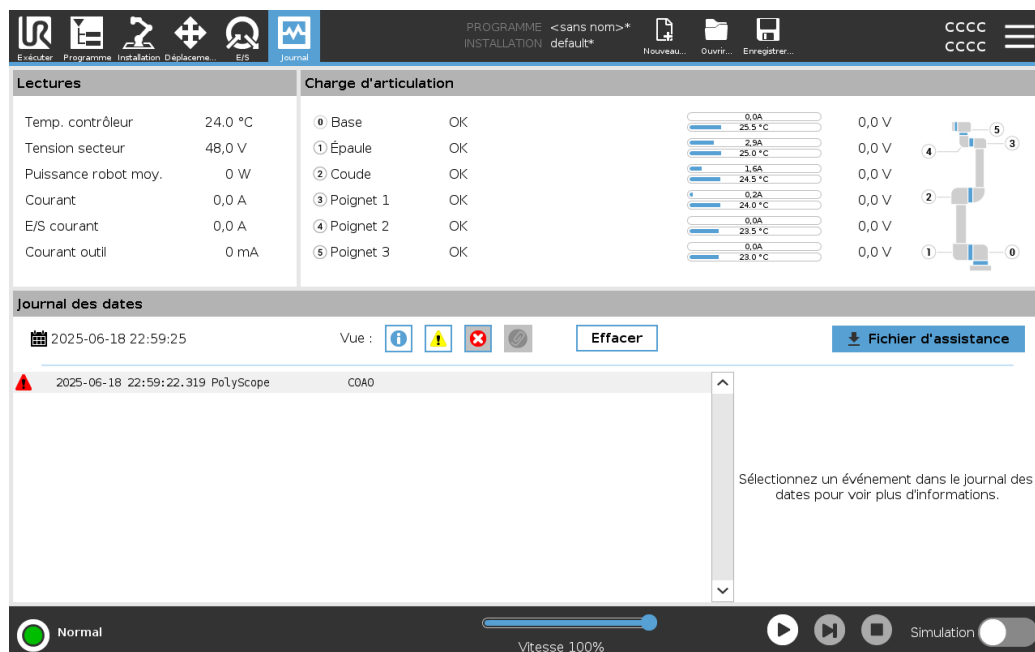 PROGRAMME <sans nom>*
INSTALLATION default*
CCCC
CCCC
Exécuter Programme Installation Déplaceme... E/S Journal Nouveau... Ouvrir... Enregistrer...
Lectures
Temp. contrôleur 24.0 °C
Tension secteur 48,0 V
Puissance robot moy. 0 W
Courant 0,0 A
E/S courant 0,0 A
Courant outil 0 mA
Charge d'articulation
0 Base OK 0,0A 25.5 °C 0,0 V
1 Épaule OK 2,9A 25.0 °C 0,0 V
2 Coude OK 1,6A 24.5 °C 0,0 V
3 Poignet 1 OK 0,2A 24.0 °C 0,0 V
4 Poignet 2 OK 0,0A 23.5 °C 0,0 V
5 Poignet 3 OK 0,0A 23.0 °C 0,0 V
5
4 3
2
1 0
Journal des dates
2025-06-18 22:59:25 Vue : Effacer Fichier d'assistance
2025-06-18 22:59:22.319 PolyScope C0A0
Sélectionnez un événement dans le journal des
dates pour voir plus d'informations.
Normal
Vitesse 100%
Simulation